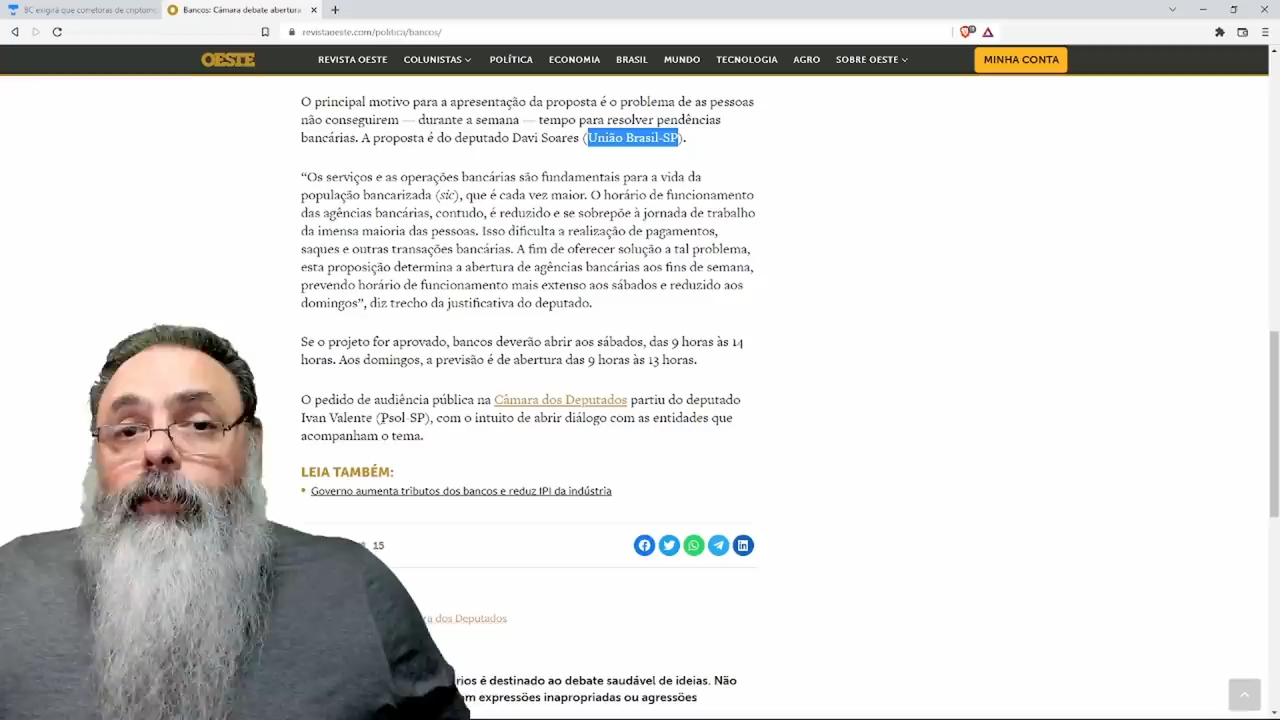 BC exigirá que corretoras de criptom
Bancos: Câmara debate abertura
revistaoeste.com/politica/bancos/
OESTE
REVISTA OESTE
COLUNISTAS
POLÍTICA
ECONOMIA
BRASIL
MUNDO
TECNOLOGIA
AGRO
SOBRE OESTE
MINHA CONTA
O principal motivo para a apresentação da proposta é o problema de as pessoas
não conseguirem — durante a semana — tempo para resolver pendências
bancárias. A proposta é do deputado Davi Soares (União Brasil-SP).
“Os serviços e as operações bancárias são fundamentais para a vida da
população bancarizada (sic), que é cada vez maior. O horário de funcionamento
das agências bancárias, contudo, é reduzido e se sobrepõe à jornada de trabalho
da imensa maioria das pessoas. Isso dificulta a realização de pagamentos,
saques e outras transações bancárias. A fim de oferecer solução a tal problema,
esta proposição determina a abertura de agências bancárias aos fins de semana,
prevendo horário de funcionamento mais extenso aos sábados e reduzido aos
domingos”, diz trecho da justificativa do deputado.
Se o projeto for aprovado, bancos deverão abrir aos sábados, das 9 horas às 14
horas. Aos domingos, a previsão é de abertura das 9 horas às 13 horas.
O pedido de audiência pública na Câmara dos Deputados partiu do deputado
Ivan Valente (Psol-SP), com o intuito de abrir diálogo com as entidades que
acompanham o tema.
LEIA TAMBÉM:
Governo aumenta tributos dos bancos e reduz IPI da indústria
15
ra dos Deputados
rios é destinado ao debate saudável de ideias. Não
m expressões inapropriadas ou agressões